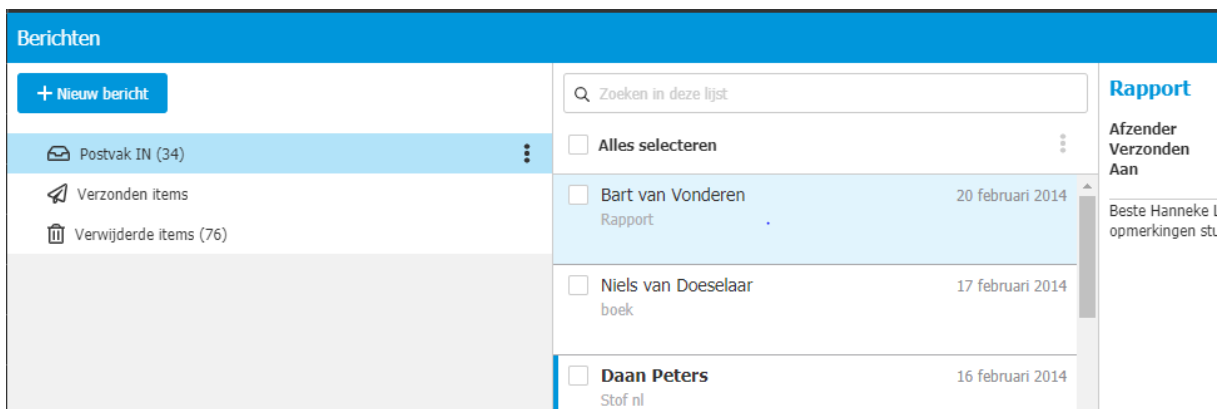 Berichten
+ Nieuw bericht
Postvak IN (34)
Verzonden items
Verwijderde items (76)
Zoeken in deze lijst
Alles selecteren
Bart van Vonderen 20 februari 2014
Rapport
Niels van Doeselaar 17 februari 2014
boek
Daan Peters 16 februari 2014
Stof nl
Rapport
Afzender
Verzonden
Aan
Beste Hanneke
opmerkingen